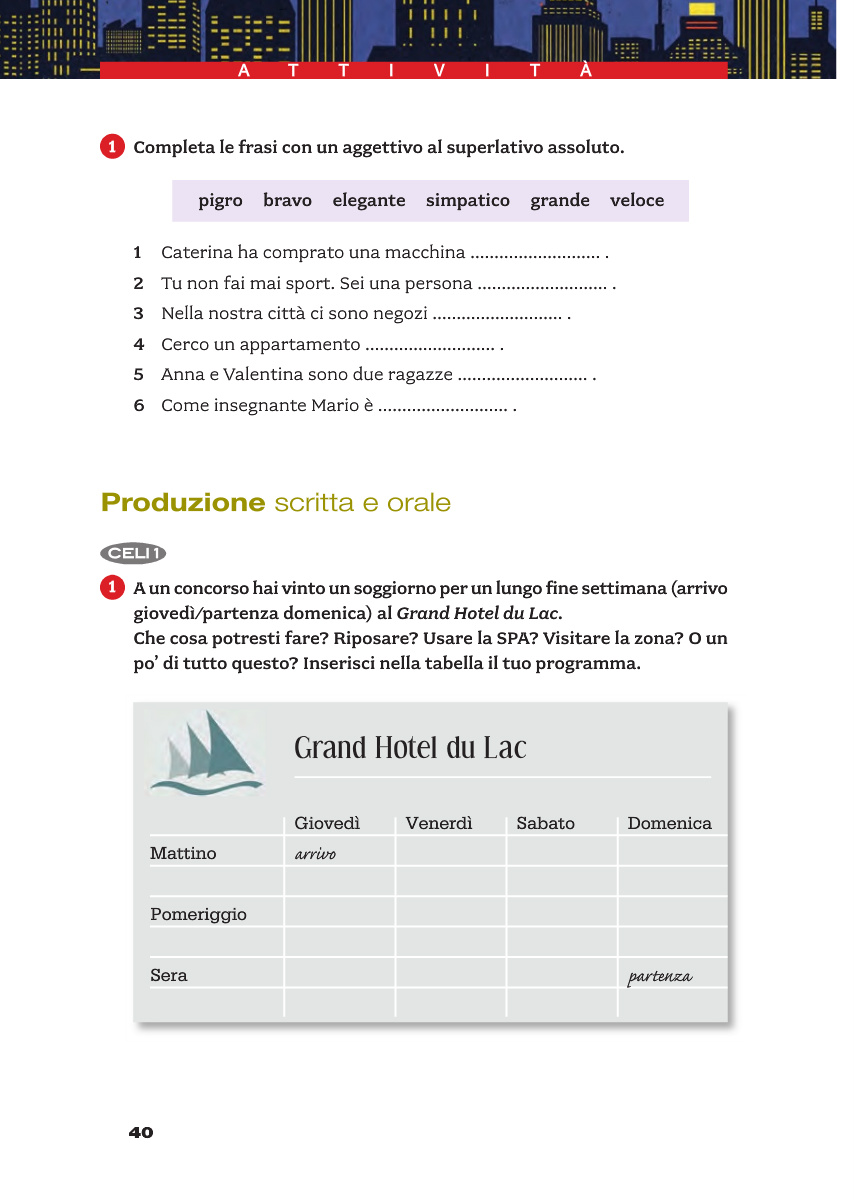 ATTIVITÀ
1 Completa le frasi con un aggettivo al superlativo assoluto.
pigro bravo elegante simpatico grande veloce
1 Caterina ha comprato una macchina ........................... .
2 Tu non fai mai sport. Sei una persona ........................... .
3 Nella nostra città ci sono negozi ........................... .
4 Cerco un appartamento ........................... .
5 Anna e Valentina sono due ragazze ........................... .
6 Come insegnante Mario è ........................... .
Produzione scritta e orale
CELI 1
1 A un concorso hai vinto un soggiorno per un lungo fine settimana (arrivo
giovedì/partenza domenica) al Grand Hotel du Lac.
Che cosa potresti fare? Riposare? Usare la SPA? Visitare la zona? O un
po’ di tutto questo? Inserisci nella tabella il tuo programma.
Grand Hotel du Lac
Giovedì Venerdì Sabato Domenica
Mattino arrivo
Pomeriggio
Sera partenza
40